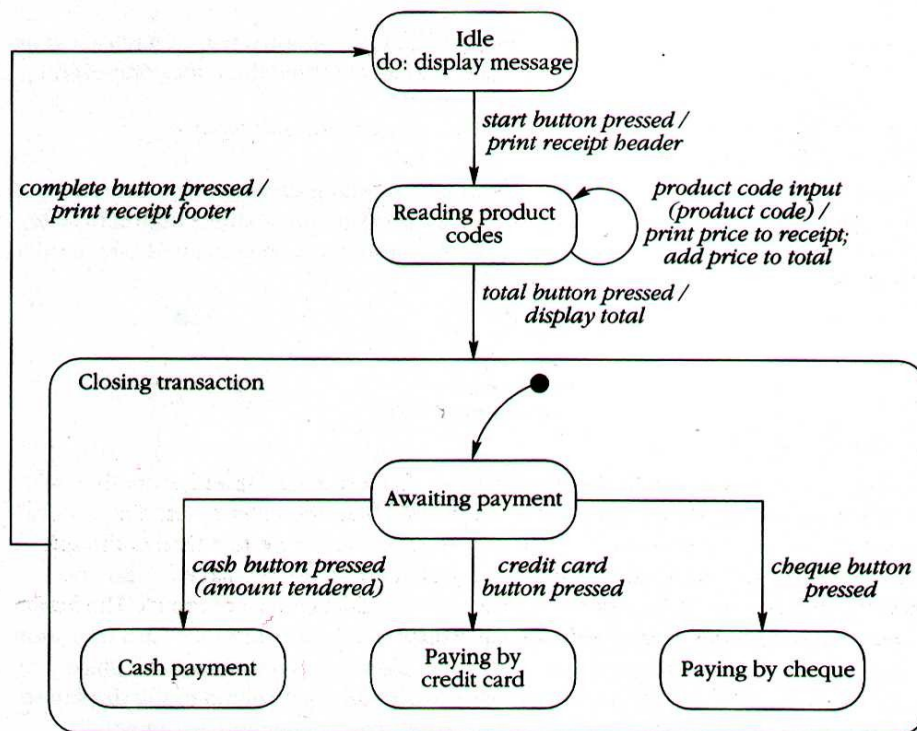 Idle
do: display message
start button pressed /
print receipt header
complete button pressed /
print receipt footer
Reading product
codes
product code input
(product code) /
print price to receipt;
add price to total
total button pressed /
display total
Closing transaction
Awaiting payment
cash button pressed
(amount tendered)
credit card
button pressed
cheque button
pressed
Cash payment
Paying by
credit card
Paying by cheque